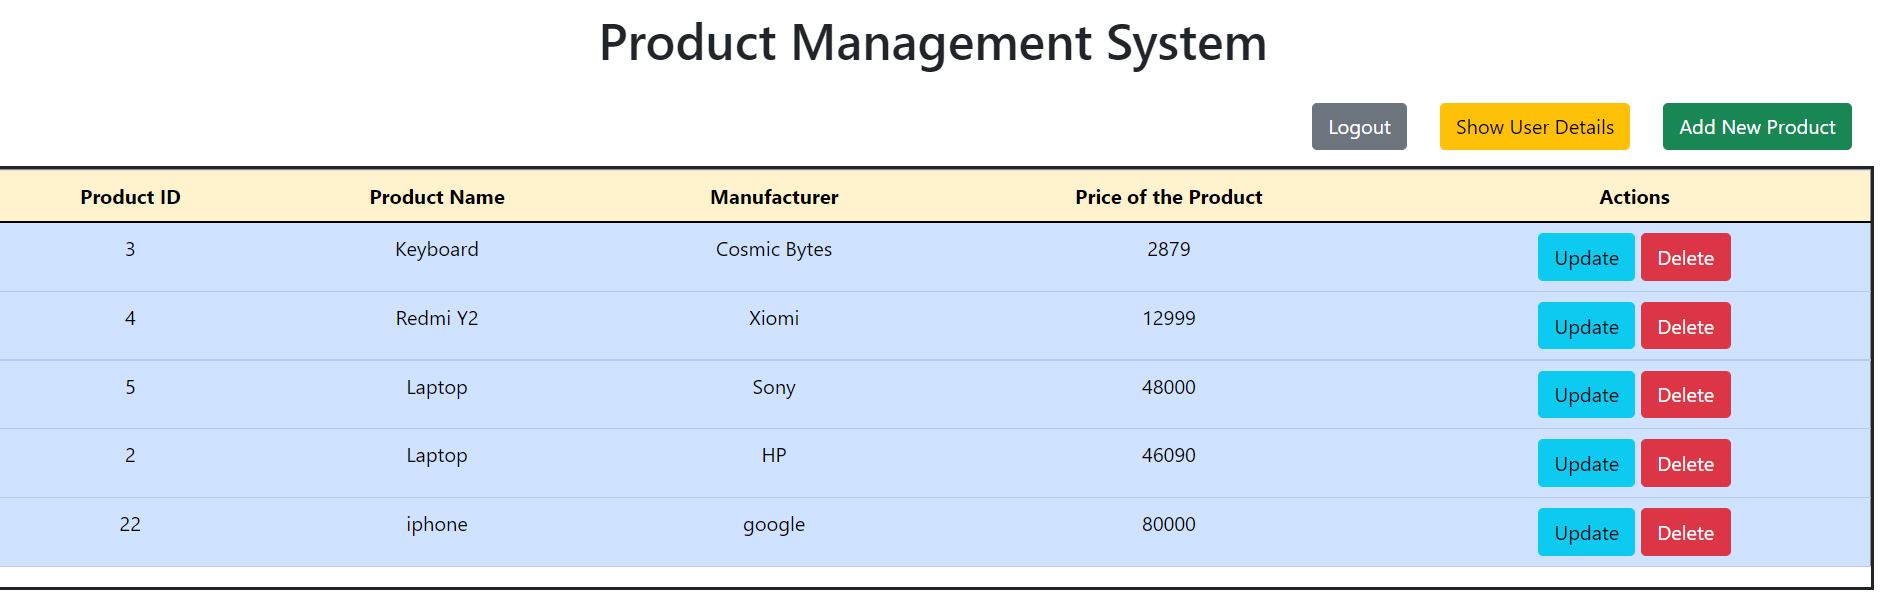 Product Management System
Logout Show User Details Add New Product
Product ID Product Name Manufacturer Price of the Product Actions
3 Keyboard Cosmic Bytes 2879 Update Delete
4 Redmi Y2 Xiomi 12999 Update Delete
5 Laptop Sony 48000 Update Delete
2 Laptop HP 46090 Update Delete
22 iphone google 80000 Update Delete